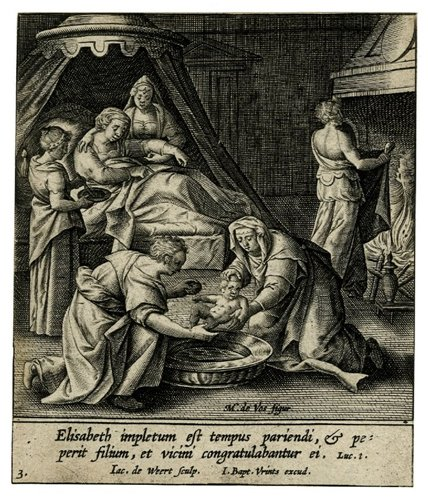 M. de Vos figur.
Elisabeth impletum est tempus pariendi, & pe=
perit filium, et vicini congratulabantur ei. Luc. 1.
3. Iac. de Weert sculp. I. Bapt. Vrints excud.